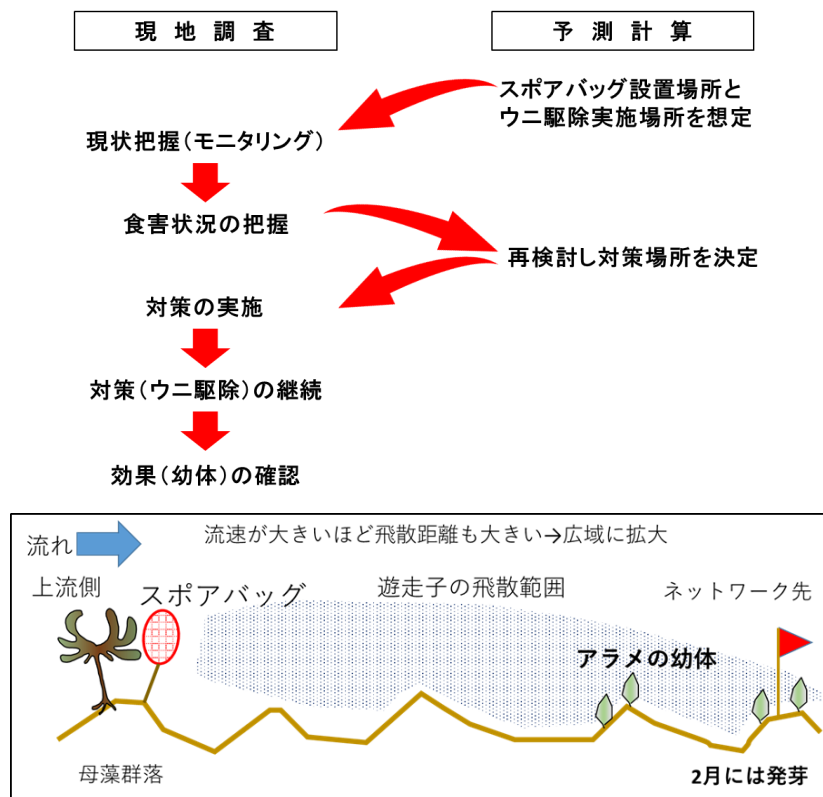 現地調査
予測計算
スポアバッグ設置場所と
ウニ駆除実施場所を想定
現状把握(モニタリング)
食害状況の把握
再検討し対策場所を決定
対策の実施
対策(ウニ駆除)の継続
効果(幼体)の確認
流速が大きいほど飛散距離も大きい→広域に拡大
流れ
上流側
スポアバッグ
遊走子の飛散範囲
ネットワーク先
アラメの幼体
母藻群落
2月には発芽